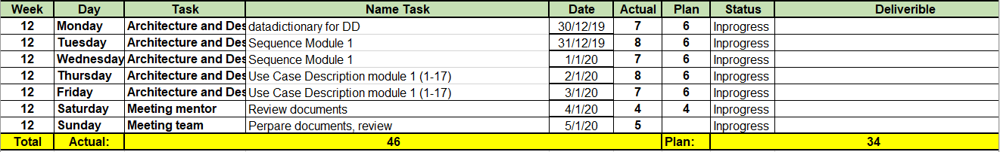 Week Day Task Name Task Date Actual Plan Status Deliverible
12 Monday Architecture and Des datadictionary for DD 30/12/19 7 6 Inprogress
12 Tuesday Architecture and Des Sequence Module 1 31/12/19 8 6 Inprogress
12 Wednesday Architecture and Des Sequence Module 1 1/1/20 7 6 Inprogress
12 Thursday Architecture and Des Use Case Description module 1 (1-17) 2/1/20 8 6 Inprogress
12 Friday Architecture and Des Use Case Description module 1 (1-17) 3/1/20 7 6 Inprogress
12 Saturday Meeting mentor Review documents 4/1/20 4 4 Inprogress
12 Sunday Meeting team Perpare documents, review 5/1/20 5 Inprogress
Total Actual: 46 Plan: 34